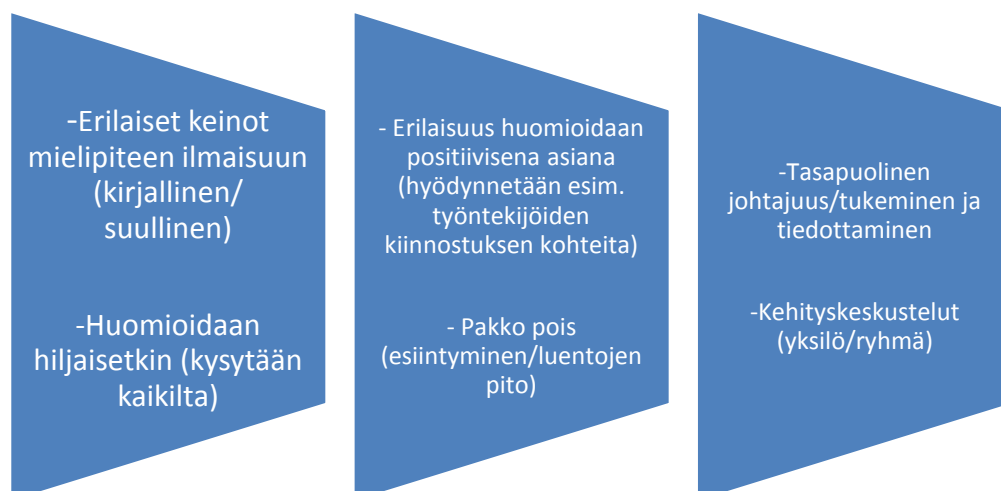 -Erilaiset keinot
mielipiteen ilmaisuun
(kirjallinen/
suullinen)
-Huomioidaan
hiljaisetkin (kysytään
kaikilta)
- Erilaisuus huomioidaan
positiivisena asiana
(hyödynnetään esim.
työntekijöiden
kiinnostuksen kohteita)
- Pakko pois
(esiintyminen/luentojen
pito)
-Tasapuolinen
johtajuus/tukeminen ja
tiedottaminen
-Kehityskeskustelut
(yksilö/ryhmä)